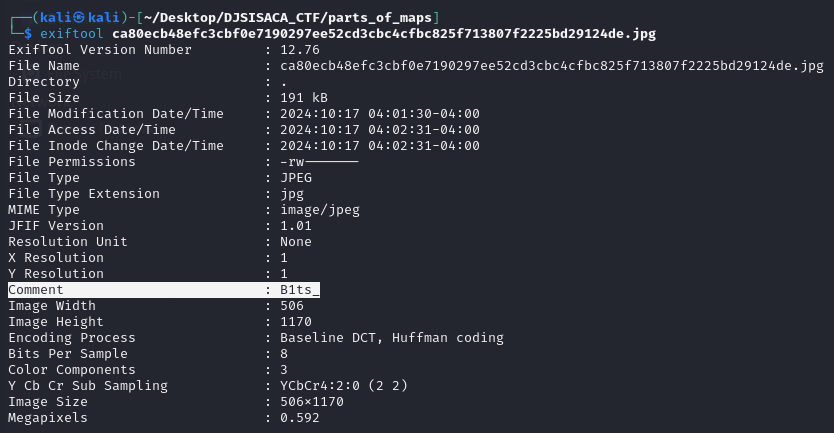 ┌──(kali㉿kali)-[~/Desktop/DJSISACA_CTF/parts_of_maps]
└─$ exiftool ca80ecb48efc3cbf0e7190297ee52cd3cbc4cfbc825f713807f2225bd29124de.jpg
ExifTool Version Number : 12.76
File Name : ca80ecb48efc3cbf0e7190297ee52cd3cbc4cfbc825f713807f2225bd29124de.jpg
Directory : .
File Size : 191 kB
File Modification Date/Time : 2024:10:17 04:01:30-04:00
File Access Date/Time : 2024:10:17 04:02:31-04:00
File Inode Change Date/Time : 2024:10:17 04:02:31-04:00
File Permissions : -rw-------
File Type : JPEG
File Type Extension : jpg
MIME Type : image/jpeg
JFIF Version : 1.01
Resolution Unit : None
X Resolution : 1
Y Resolution : 1
Comment : B1ts_
Image Width : 506
Image Height : 1170
Encoding Process : Baseline DCT, Huffman coding
Bits Per Sample : 8
Color Components : 3
Y Cb Cr Sub Sampling : YCbCr4:2:0 (2 2)
Image Size : 506×1170
Megapixels : 0.592